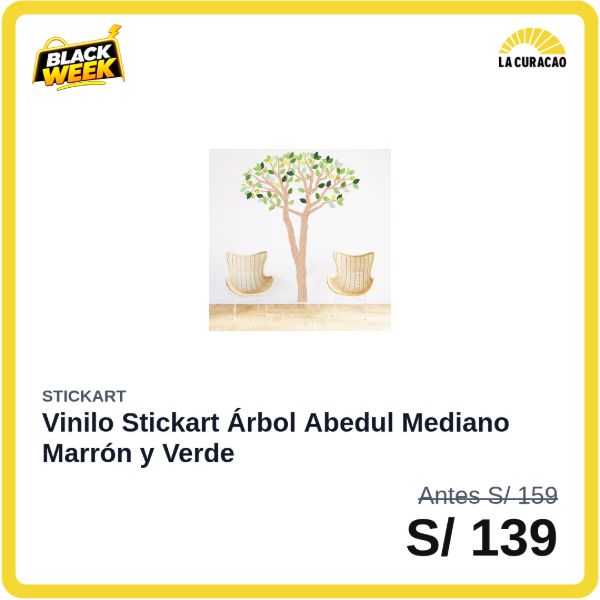 BLACK
WEEK
LA CURACAO
STICKART
Vinilo Stickart Árbol Abedul Mediano
Marrón y Verde
Antes S/ 159
S/ 139